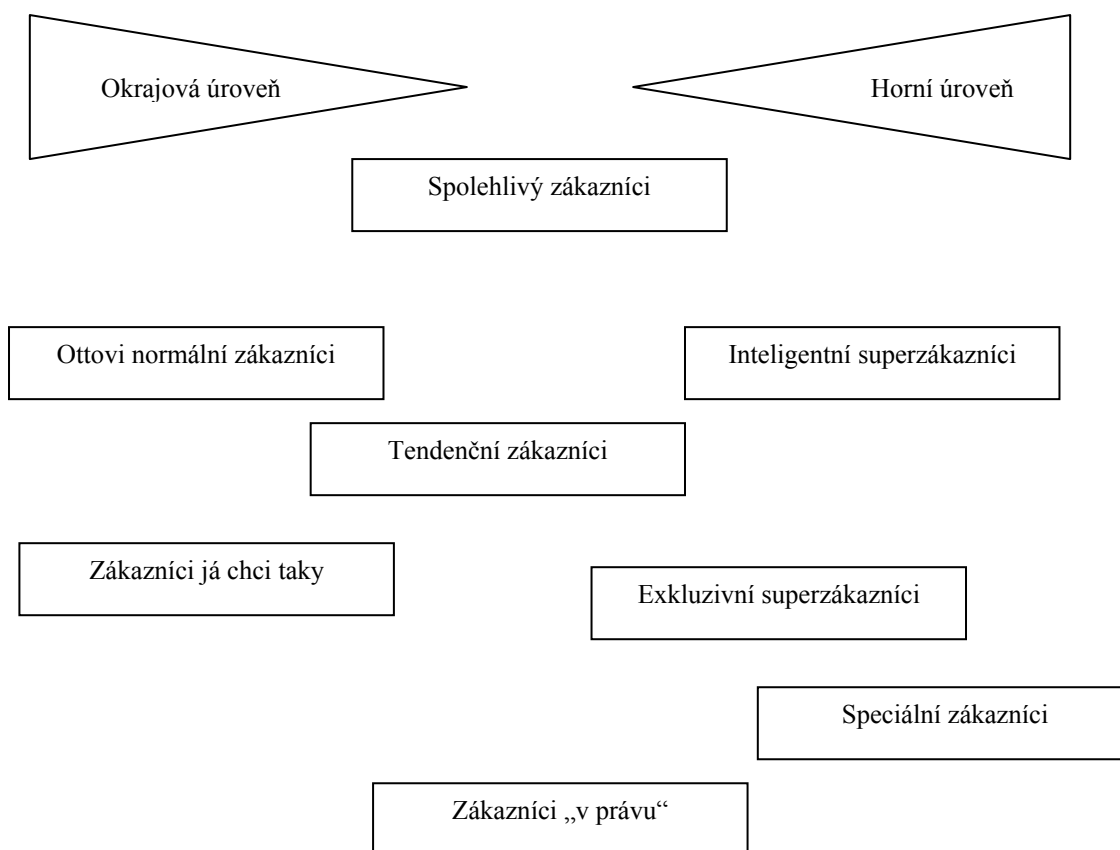 Okrajová úroveň
Horní úroveň
Spolehlivý zákazníci
Ottovi normální zákazníci
Inteligentní superzákazníci
Tendenční zákazníci
Zákazníci já chci taky
Exkluzivní superzákazníci
Speciální zákazníci
Zákazníci „v právu“